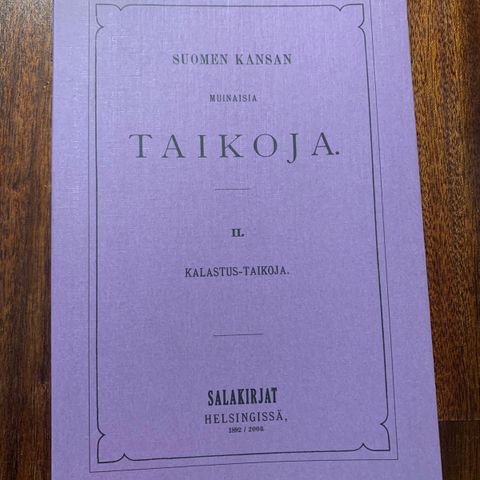 SUOMEN KANSAN
MUINAISIA
TAIKOJA.
II.
KALASTUS-TAIKOJA.
SALAKIRJAT
HELSINGISSÄ,
1892 / 2008.